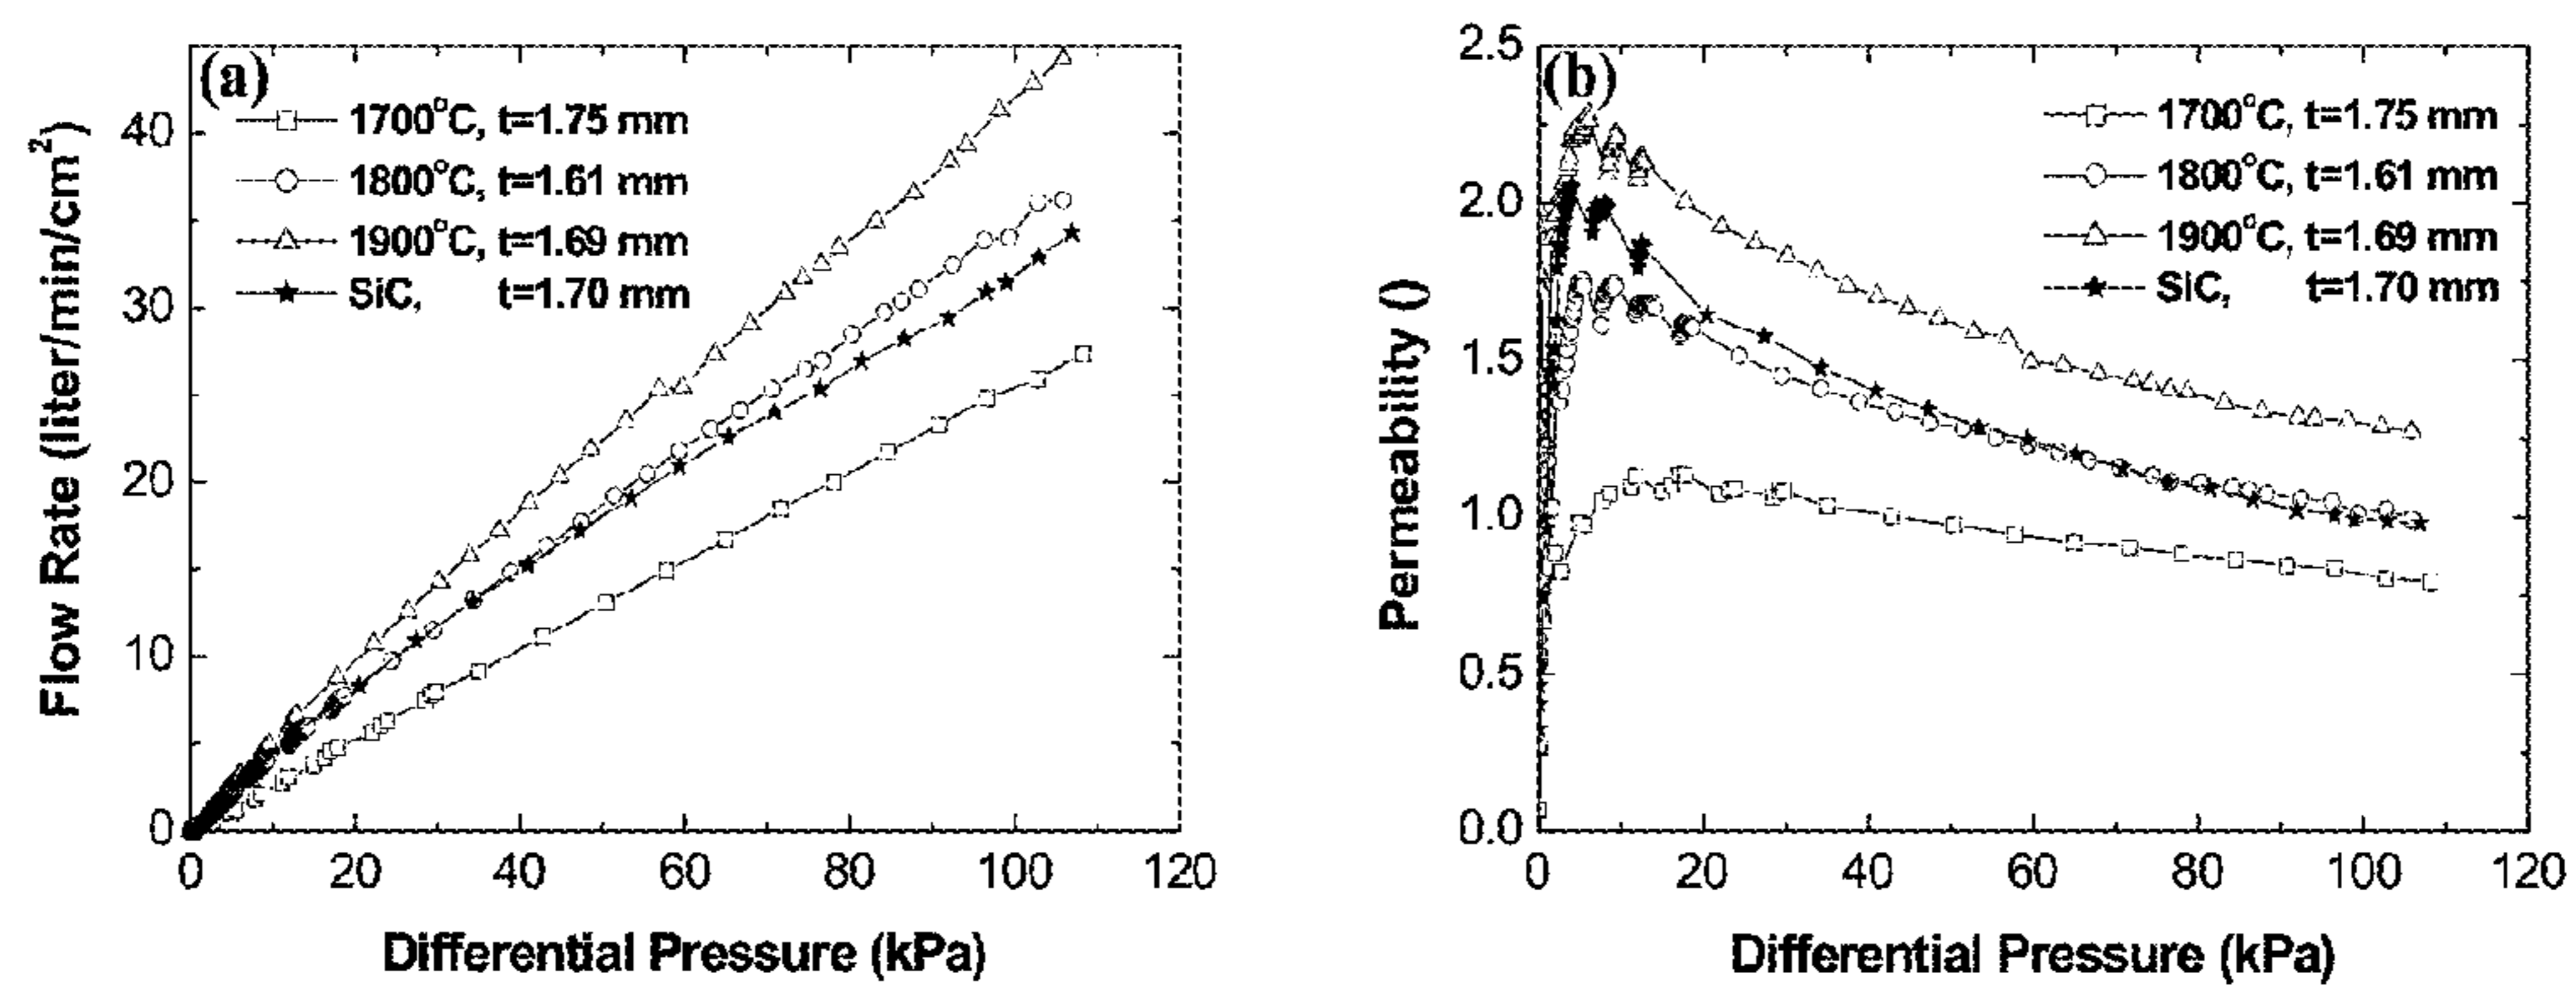 (a)
1700°C, t=1.75 mm
1800°C, t=1.61 mm
1900°C, t=1.69 mm
SiC, t=1.70 mm
Flow Rate (liter/min/cm²)
40
30
20
10
0
0 20 40 60 80 100 120
Differential Pressure (kPa)
(b)
1700°C, t=1.75 mm
1800°C, t=1.61 mm
1900°C, t=1.69 mm
SiC, t=1.70 mm
Permeability ()
2.5
2.0
1.5
1.0
0.5
0.0
0 20 40 60 80 100 120
Differential Pressure (kPa)